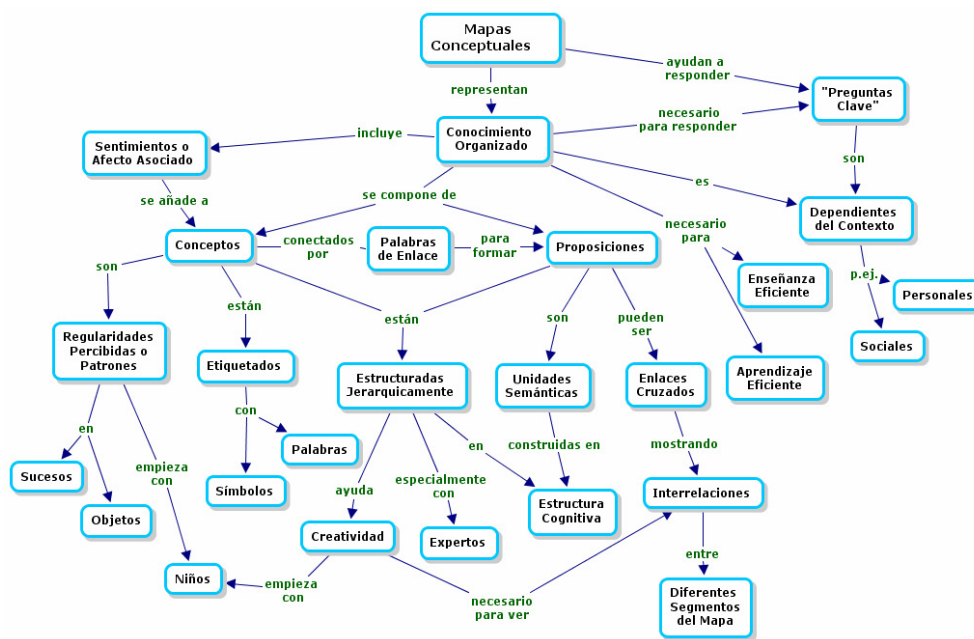 Mapas
Conceptuales
ayudan a
responder
representan
"Preguntas
Clave"
necesario
para responder
Conocimiento
Organizado
incluye
Sentimientos o
Afecto Asociado
son
es
se añade a
se compone de
necesario
para
Dependientes
del Contexto
Conceptos
conectados
por
Palabras
de Enlace
para
formar
Proposiciones
son
Enseñanza
Eficiente
p.ej.
Personales
están
están
son
pueden
ser
Regularidades
Percibidas o
Patrones
Sociales
Etiquetados
Estructuradas
Jerarquicamente
Unidades
Semánticas
Enlaces
Cruzados
Aprendizaje
Eficiente
con
en
Palabras
en
construidas en
mostrando
empieza
con
Sucesos
Símbolos
ayuda
especialmente
con
Interrelaciones
Objetos
Estructura
Cognitiva
Creatividad
Expertos
entre
Niños
empieza
con
necesario
para ver
Diferentes
Segmentos
del Mapa